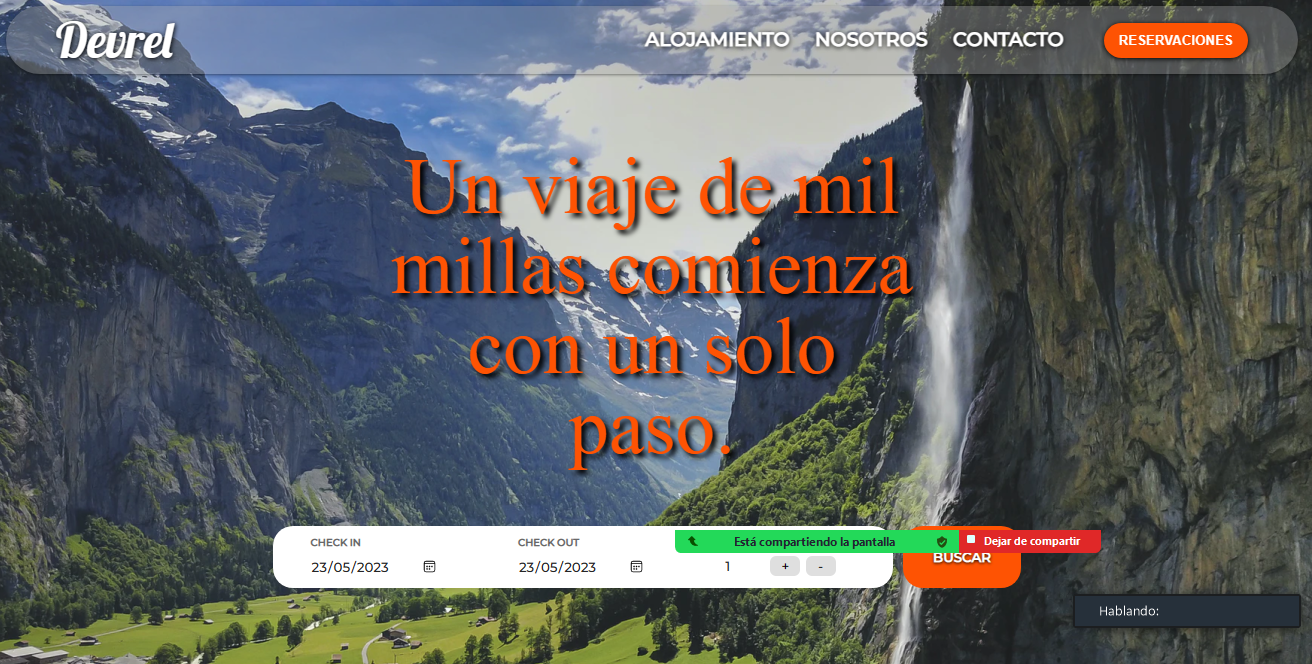 Devrel
ALOJAMIENTO NOSOTROS CONTACTO RESERVACIONES
Un viaje de mil
millas comienza
con un solo
paso.
CHECK IN CHECK OUT
Está compartiendo la pantalla Dejar de compartir
23/05/2023 23/05/2023 1 + - BUSCAR
Hablando: